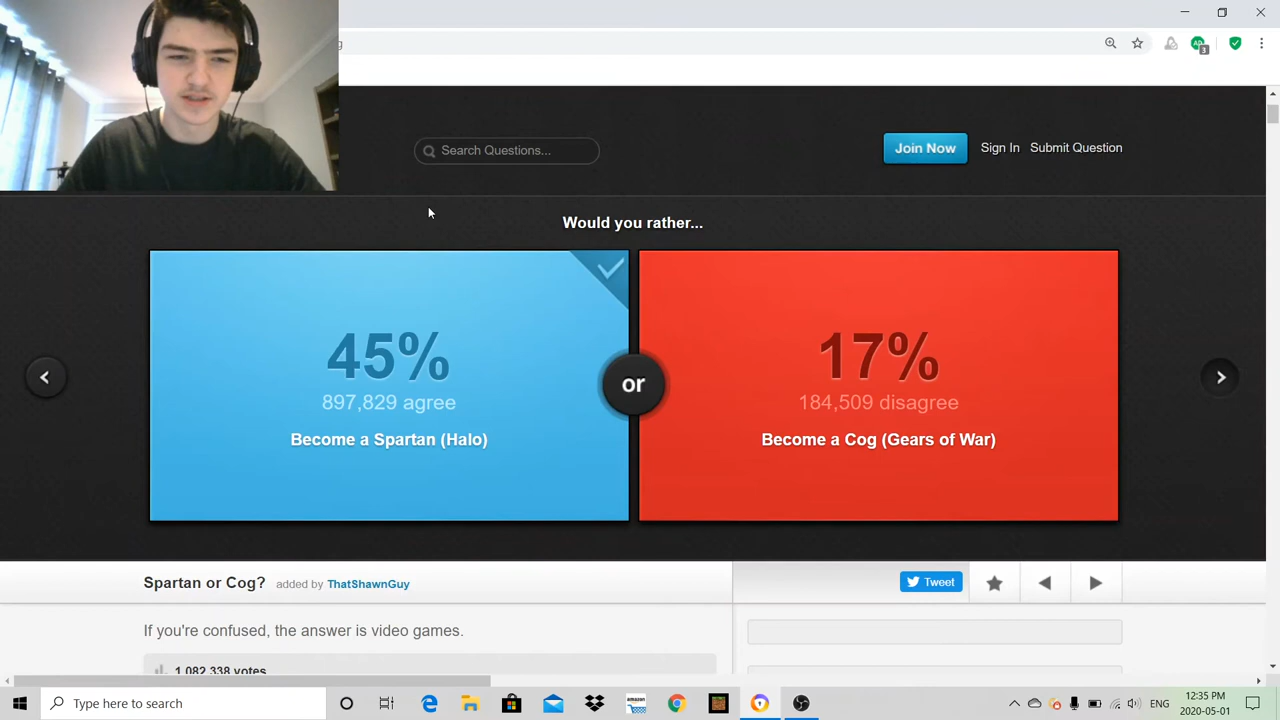 g
AD
3
Search Questions...
Join Now
Sign In
Submit Question
Would you rather...
45%
897,829 agree
Become a Spartan (Halo)
or
17%
184,509 disagree
Become a Cog (Gears of War)
Spartan or Cog? added by ThatShawnGuy
Tweet
If you're confused, the answer is video games.
1,082,338 votes
Type here to search
amazon
ENG
12:35 PM
2020-05-01